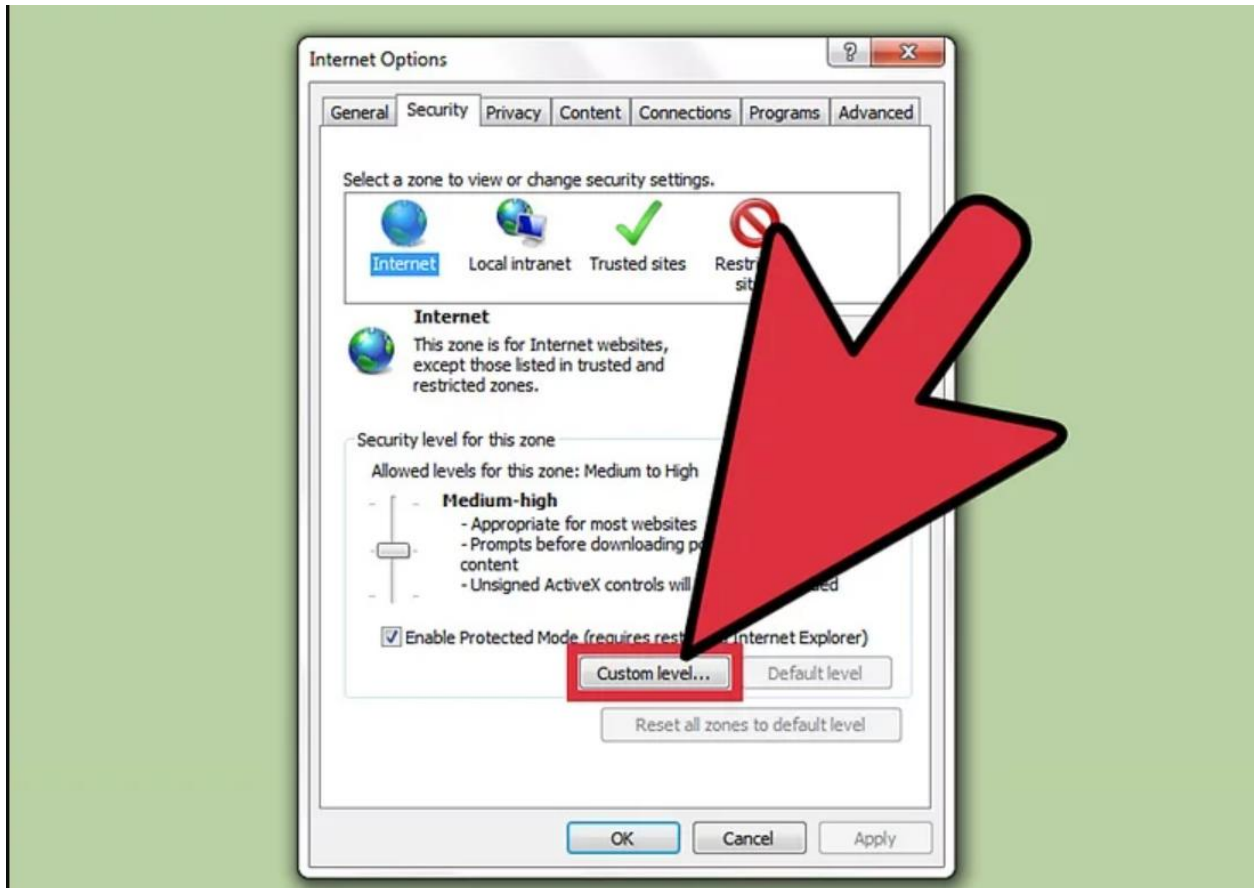 Internet Options
General Security Privacy Content Connections Programs Advanced
Select a zone to view or change security settings.
Internet Local intranet Trusted sites
Internet
This zone is for Internet websites,
except those listed in trusted and
restricted zones.
Security level for this zone
Allowed levels for this zone: Medium to High
Medium-high
- Appropriate for most websites
- Prompts before downloading
content
- Unsigned ActiveX controls will
Enable Protected Mode (requires Internet Explorer)
Custom level... Default level
Reset all zones to default level
OK Cancel Apply